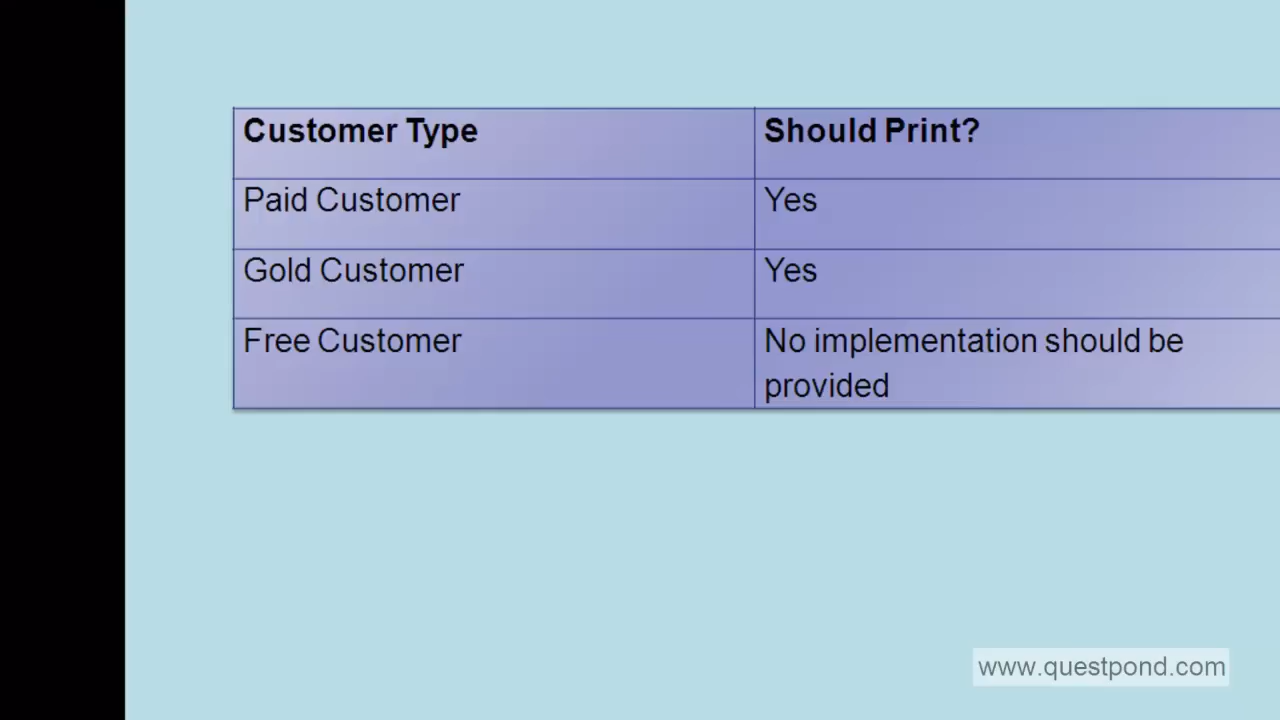 Customer Type
Should Print?
Paid Customer
Yes
Gold Customer
Yes
Free Customer
No implementation should be
provided
www.questpond.com